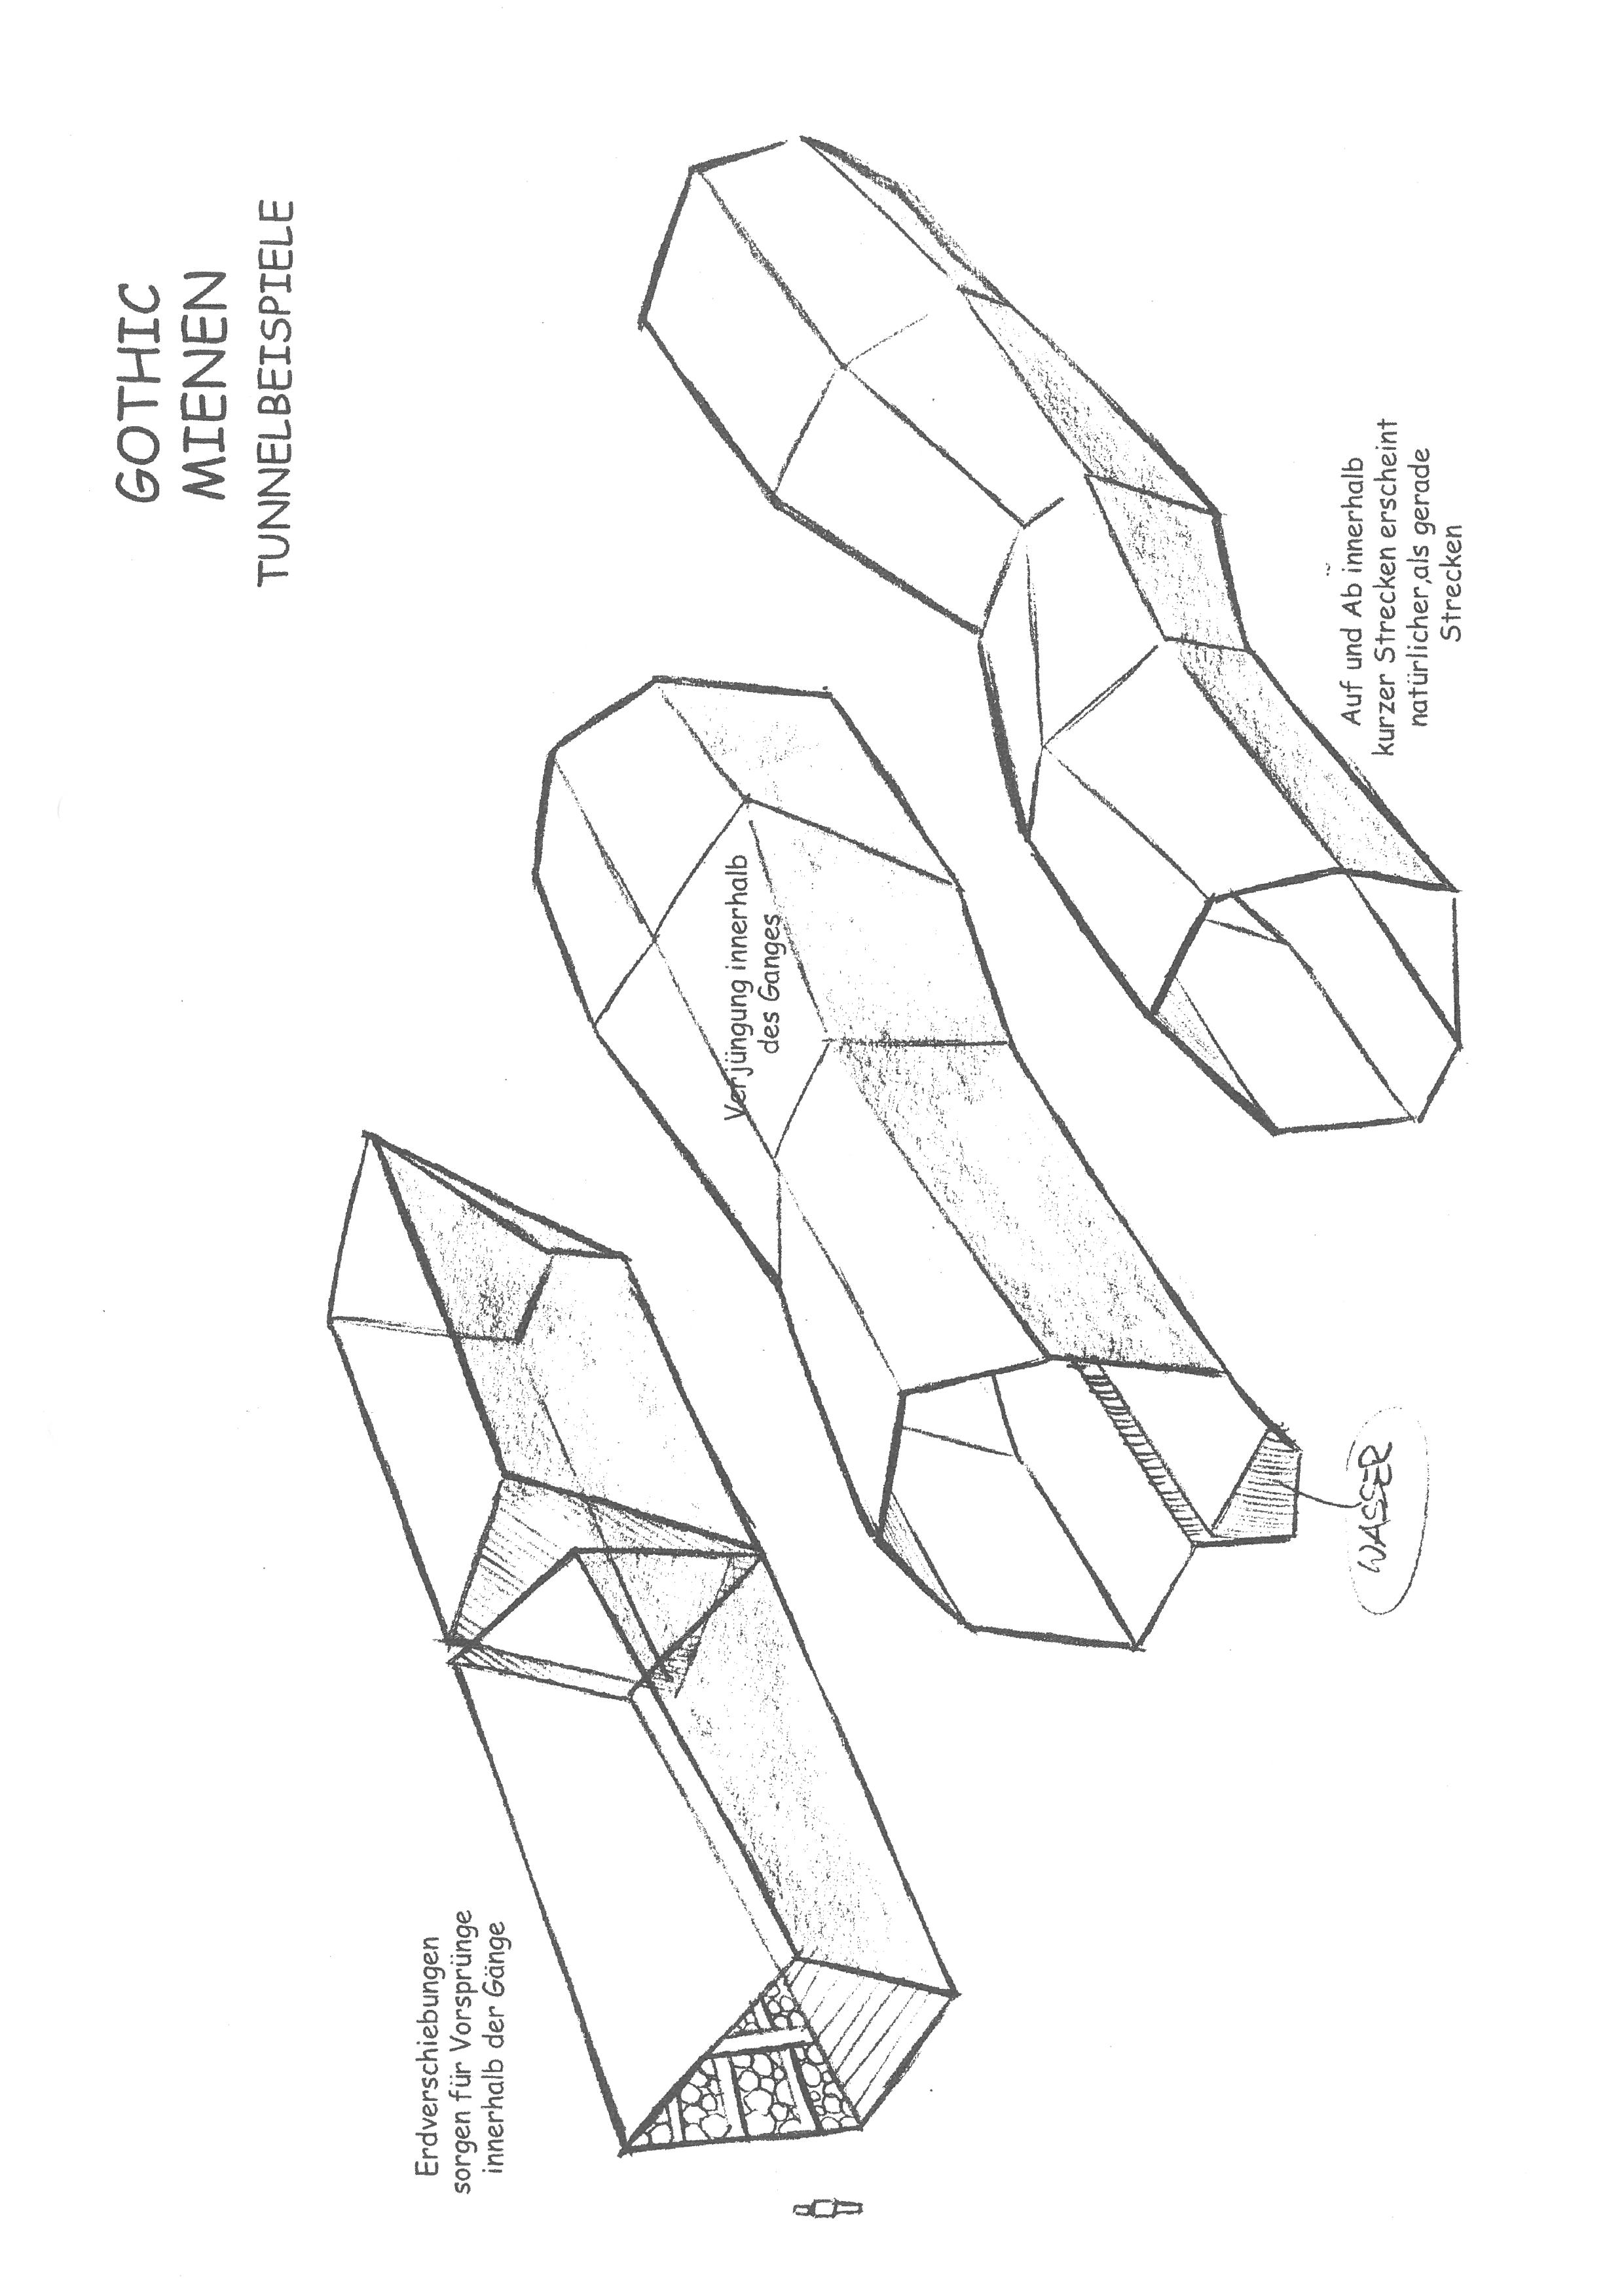 GOTHIC
MIENEN
TUNNELBEISPIELE
Erdverschiebungen
sorgen für Vorsprünge
innerhalb der Gänge
Verjüngung innerhalb
des Ganges
WASSER
Auf und Ab innerhalb
kurzer Strecken erscheint
natürlicher,als gerade
Strecken